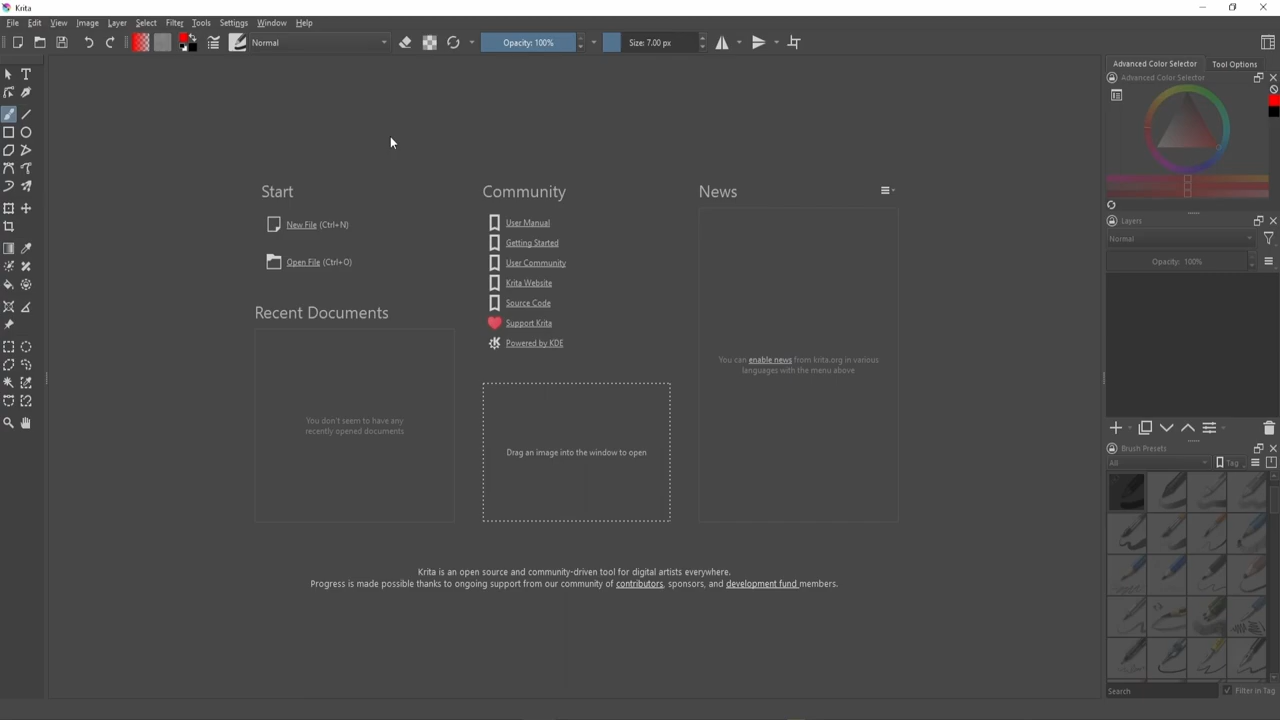 Krita
File Edit View Image Layer Select Filter Tools Settings Window Help
Normal
Opacity: 100%
Size: 7.00 px
Advanced Color Selector
Tool Options
Advanced Color Selector
Start
New File (Ctrl+N)
Open File (Ctrl+O)
Recent Documents
You don't seem to have any
recently opened documents
Community
User Manual
Getting Started
User Community
Krita Website
Source Code
Support Krita
Powered by KDE
Drag an image into the window to open
News
You can enable news from krita.org in various
languages with the menu above
Krita is an open source and community-driven tool for digital artists everywhere.
Progress is made possible thanks to ongoing support from our community of contributors, sponsors, and development fund members.
Layers
Normal
Opacity: 100%
Brush Presets
All
Tag
Search
Filter in Tag